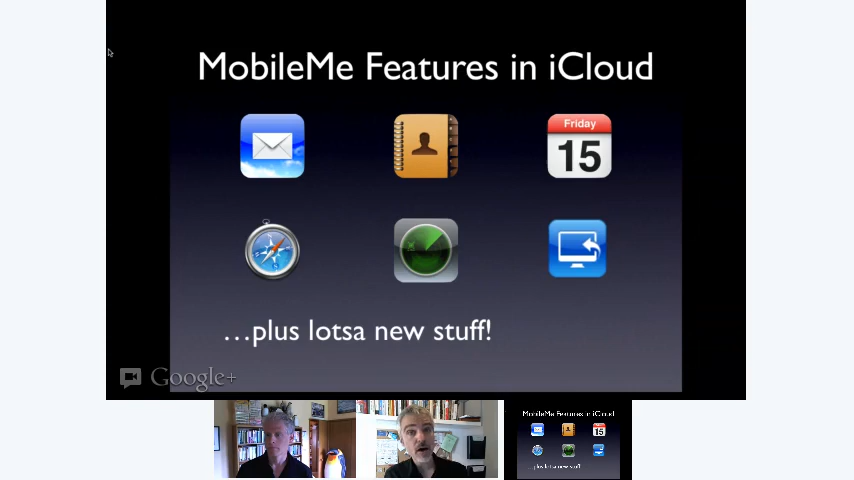 MobileMe Features in iCloud
Friday
15
…plus lotsa new stuff!
Google+
MobileMe Features in iCloud
15
…plus lotsa new stuff!